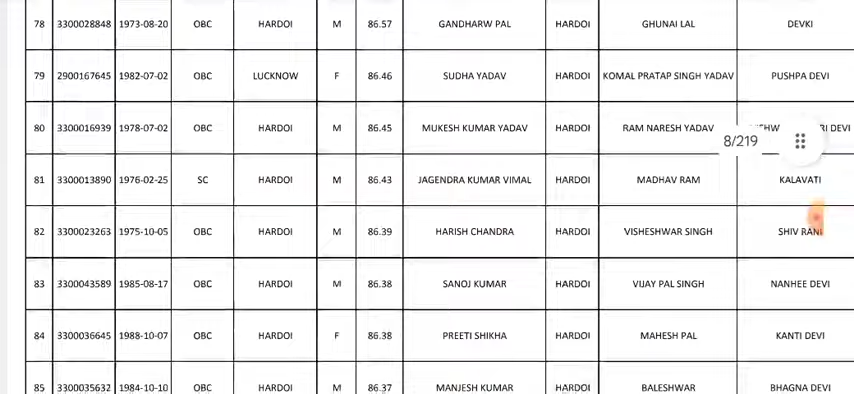 78 3300028848 1973-08-20 OBC HARDOI M 86.57 GANDHARW PAL HARDOI GHUNAI LAL DEVKI
79 2900167645 1982-07-02 OBC LUCKNOW F 86.46 SUDHA YADAV HARDOI KOMAL PRATAP SINGH YADAV PUSHPA DEVI
80 3300016939 1978-07-02 OBC HARDOI M 86.45 MUKESH KUMAR YADAV HARDOI RAM NARESH YADAV DEVI
8/219
81 3300013890 1976-02-25 SC HARDOI M 86.43 JAGENDRA KUMAR VIMAL HARDOI MADHAV RAM KALAVATI
82 3300023263 1975-10-05 OBC HARDOI M 86.39 HARISH CHANDRA HARDOI VISHESHWAR SINGH SHIV RANI
83 3300043589 1985-08-17 OBC HARDOI M 86.38 SANOJ KUMAR HARDOI VIJAY PAL SINGH NANHEE DEVI
84 3300036645 1988-10-07 OBC HARDOI F 86.38 PREETI SHIKHA HARDOI MAHESH PAL KANTI DEVI
85 3300035632 1984-10-10 OBC HARDOI M 86.37 MANJESH KUMAR HARDOI BALESHWAR BHAGNA DEVI